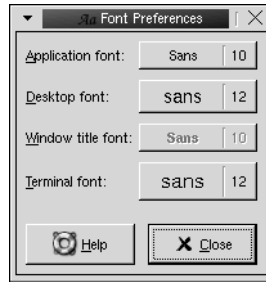 Aa Font Preferences
Application font: Sans 10
Desktop font: sans 12
Window title font: Sans 10
Terminal font: sans 12
Help Close